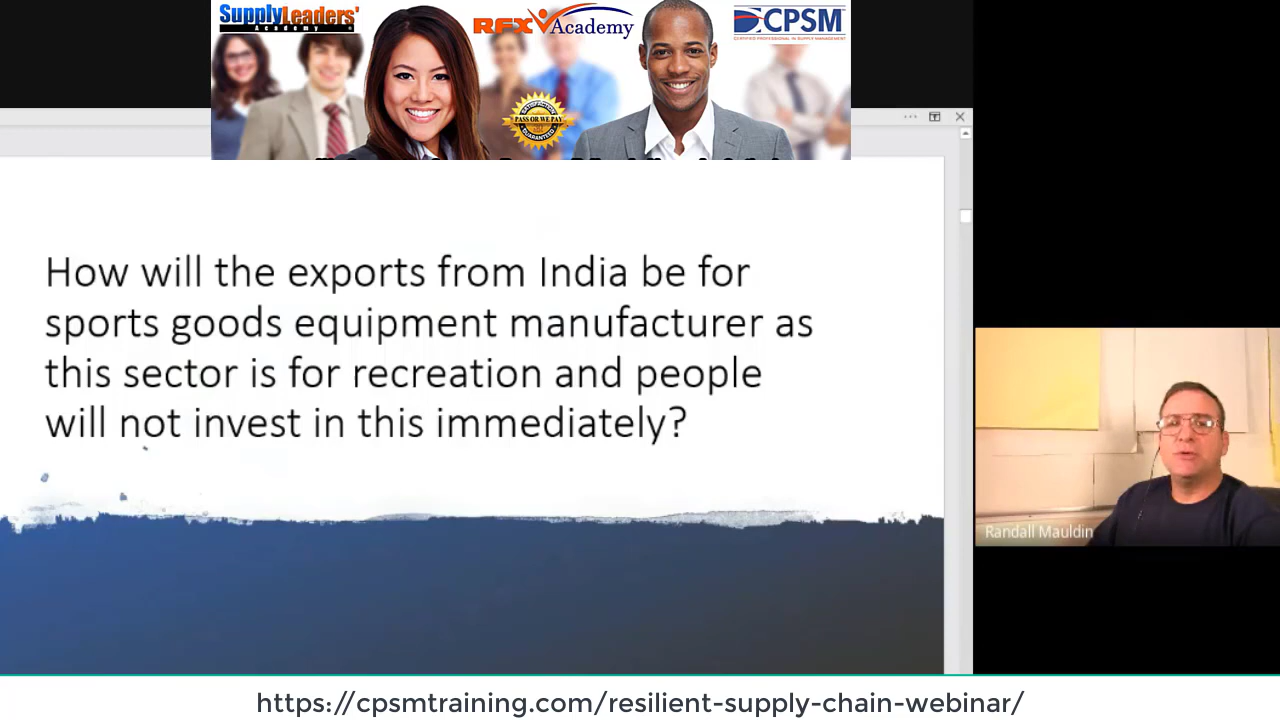 SupplyLeaders'
Academy
RFX Academy
CPSM
CERTIFIED PROFESSIONAL IN SUPPLY MANAGEMENT
SATISFACTION
PASS OR WE PAY
GUARANTEED
How will the exports from India be for
sports goods equipment manufacturer as
this sector is for recreation and people
will not invest in this immediately?
Randall Mauldin
https://cpsmtraining.com/resilient-supply-chain-webinar/